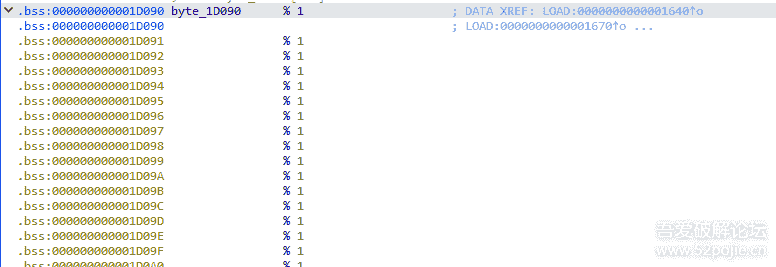 .bss:000000000001D090 byte_1D090 % 1 ; DATA XREF: LOAD:0000000000001640↑o
.bss:000000000001D090 ; LOAD:0000000000001670↑o ...
.bss:000000000001D091 % 1
.bss:000000000001D092 % 1
.bss:000000000001D093 % 1
.bss:000000000001D094 % 1
.bss:000000000001D095 % 1
.bss:000000000001D096 % 1
.bss:000000000001D097 % 1
.bss:000000000001D098 % 1
.bss:000000000001D099 % 1
.bss:000000000001D09A % 1
.bss:000000000001D09B % 1
.bss:000000000001D09C % 1
.bss:000000000001D09D % 1
.bss:000000000001D09E % 1
.bss:000000000001D09F % 1
.bss:000000000001D0A0 % 1
吾爱破解论坛
www.52pojie.cn